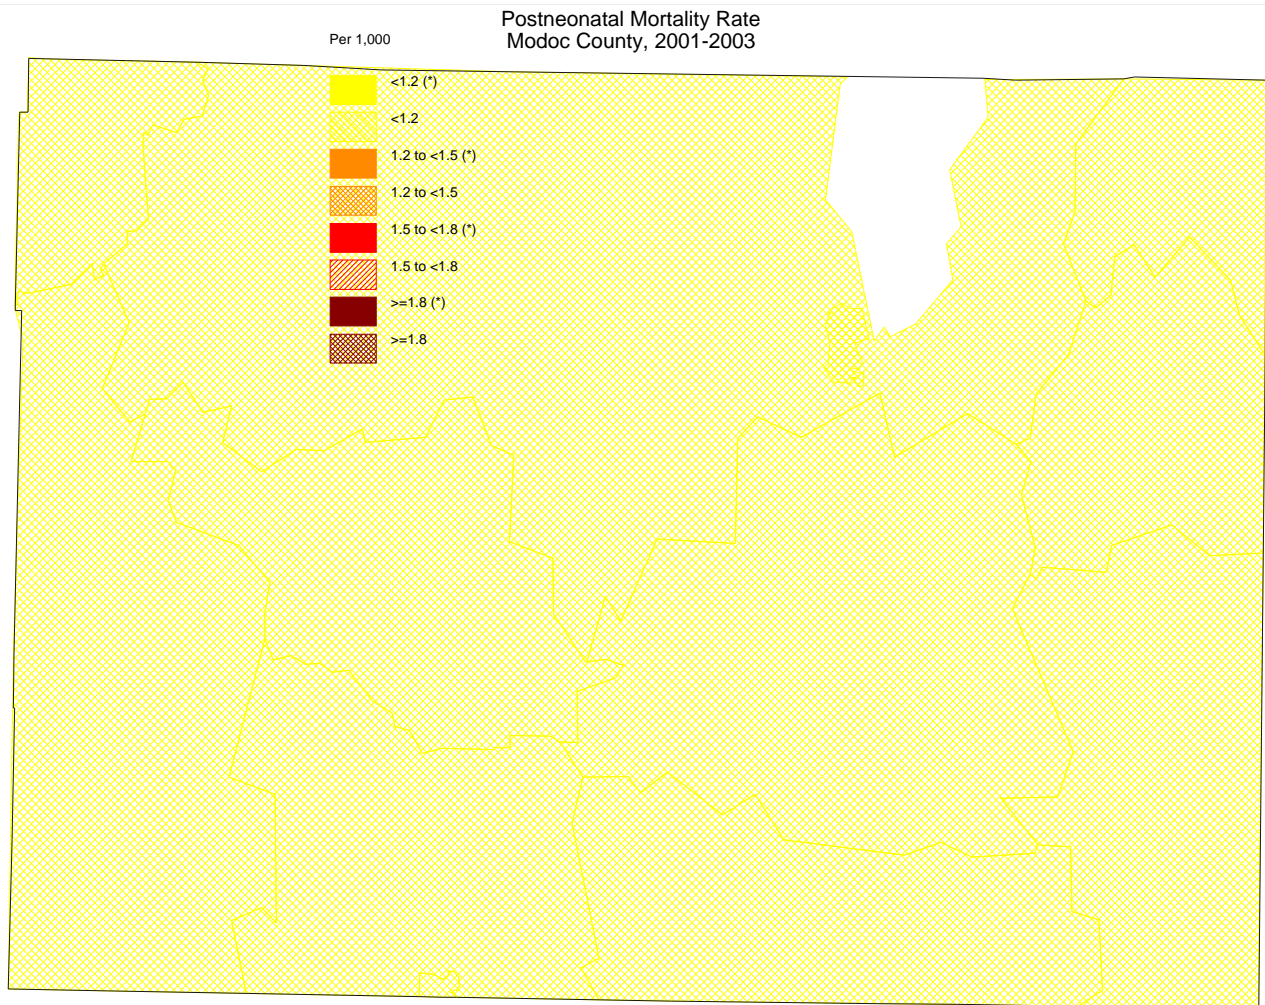 Postneonatal Mortality Rate
Modoc County, 2001-2003
Per 1,000
<1.2 (*)
<1.2
1.2 to <1.5 (*)
1.2 to <1.5
1.5 to <1.8 (*)
1.5 to <1.8
>=1.8 (*)
>=1.8